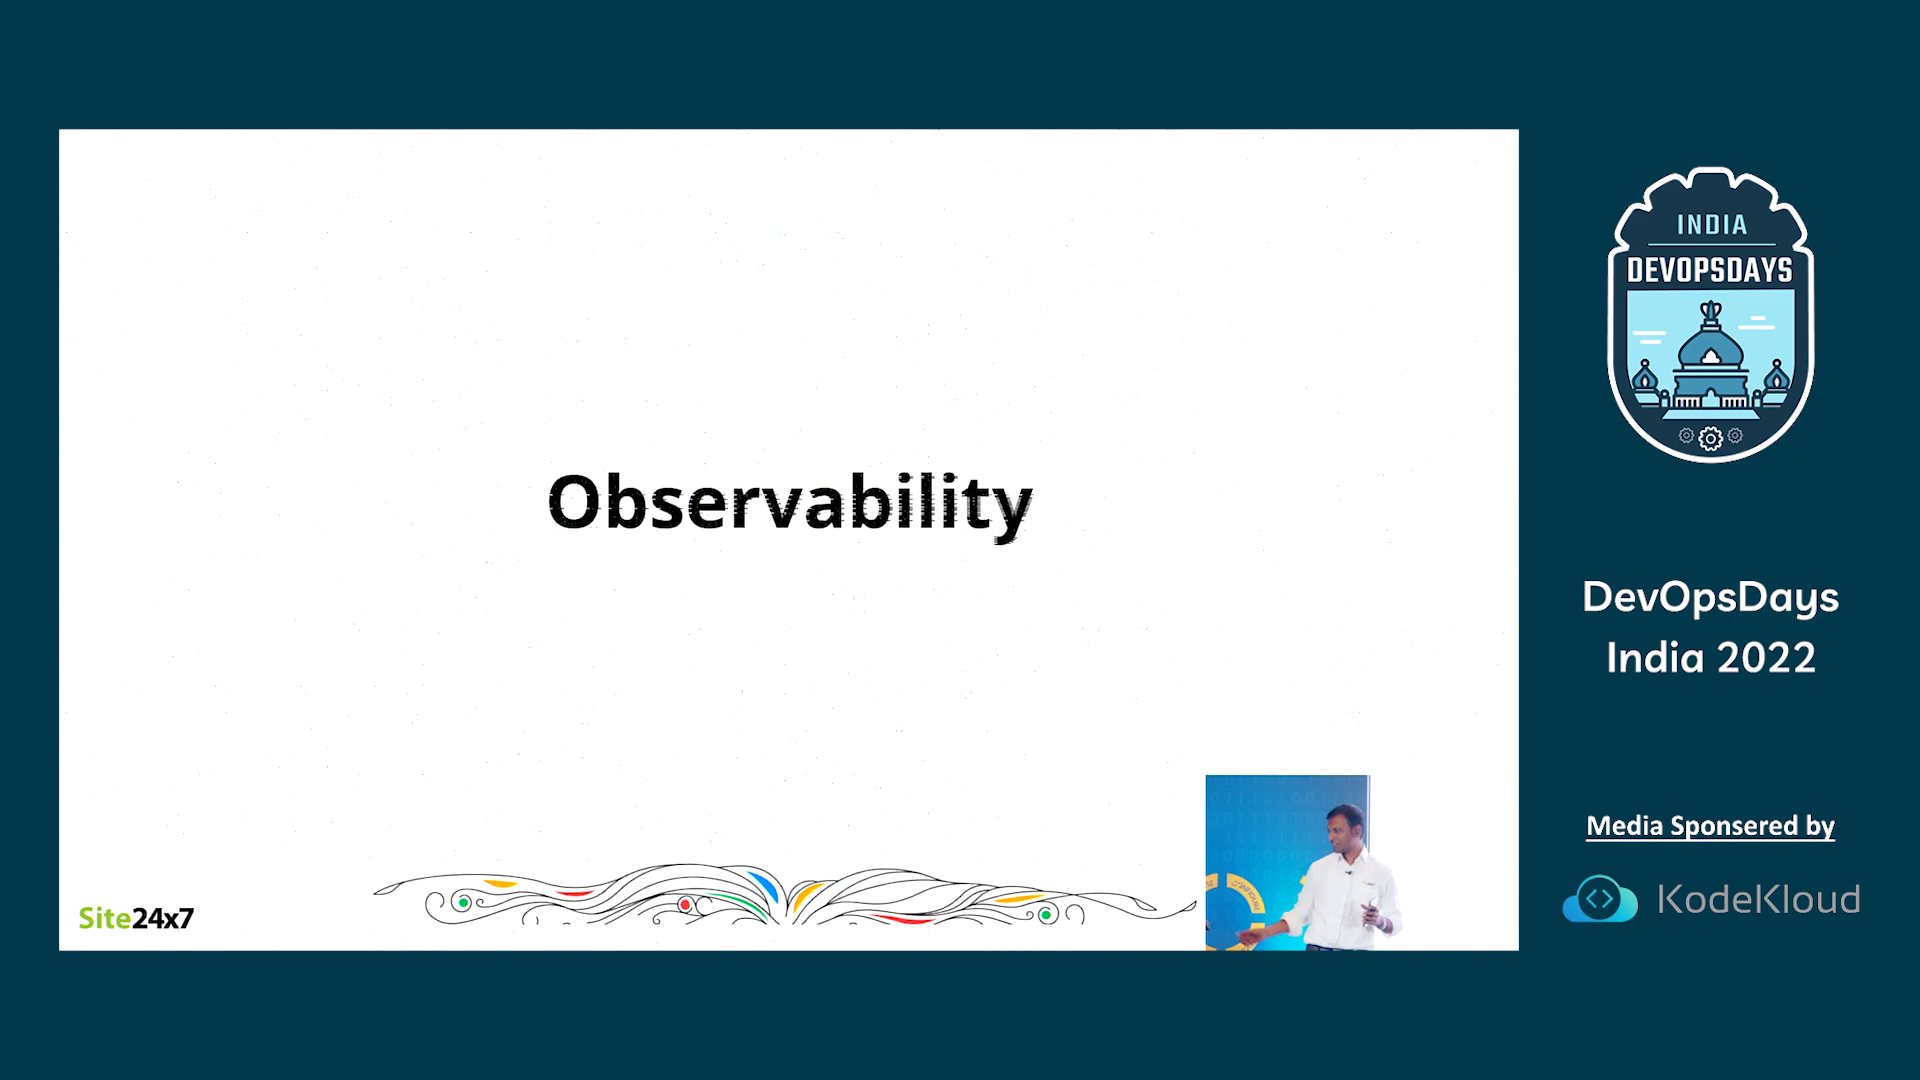 Observability
Site24x7
INDIA
DEVOPSDAYS
DevOpsDays
India 2022
Media Sponsered by
KodeKloud